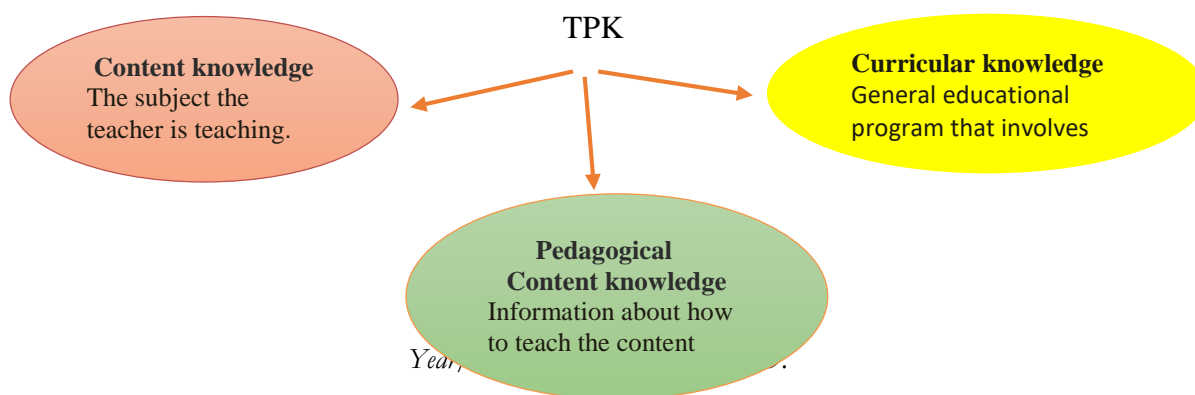 TPK
Content knowledge
The subject the
teacher is teaching.
Curricular knowledge
General educational
program that involves
Pedagogical
Content knowledge
Information about how
to teach the content